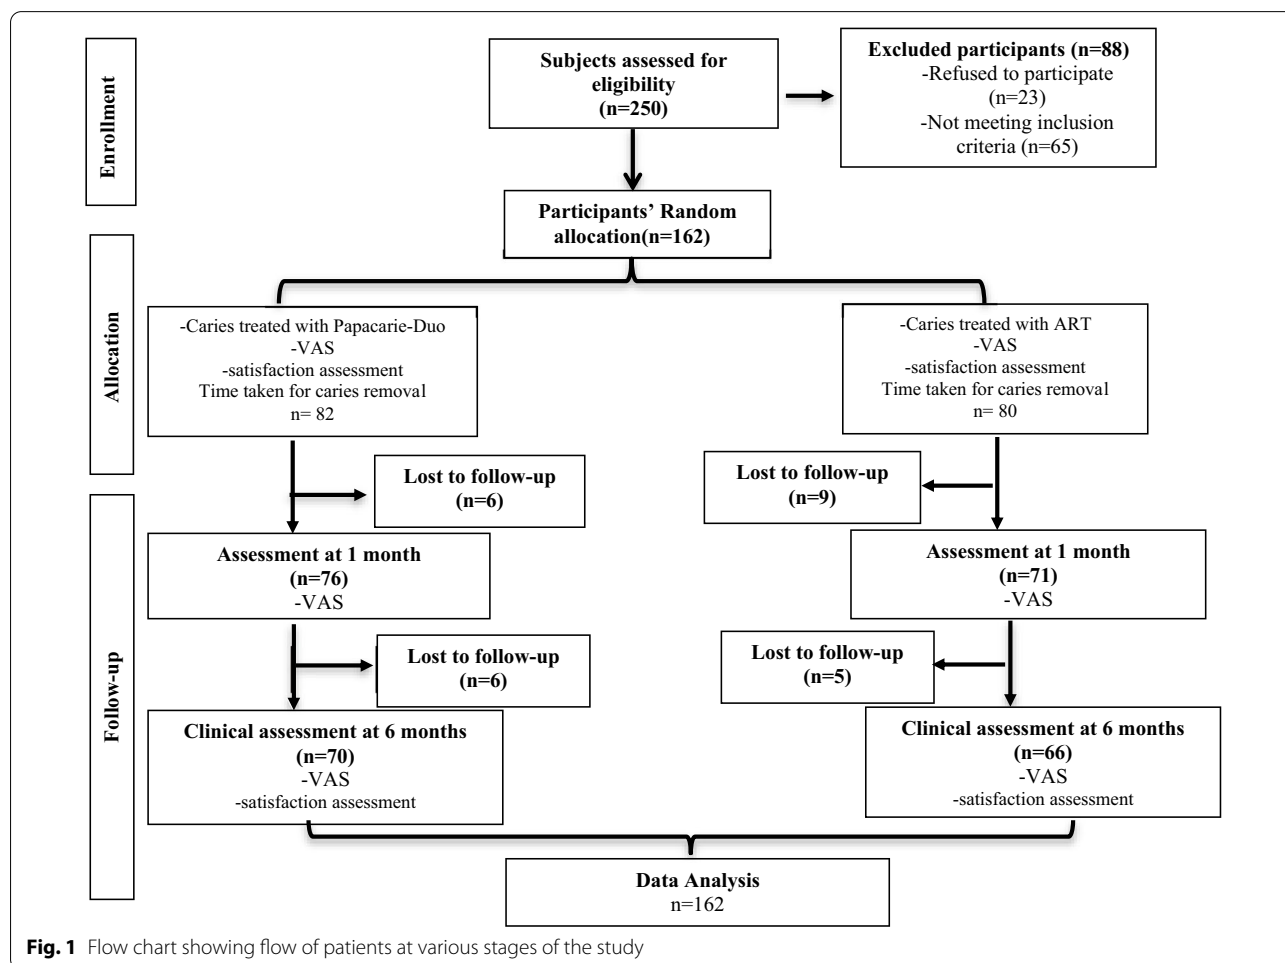 Enrollment
Subjects assessed for
eligibility
(n=250)
Excluded participants (n=88)
-Refused to participate
(n=23)
-Not meeting inclusion
criteria (n=65)
Participants’ Random
allocation(n=162)
Allocation
-Caries treated with Papacarie-Duo
-VAS
-satisfaction assessment
Time taken for caries removal
n= 82
-Caries treated with ART
-VAS
-satisfaction assessment
Time taken for caries removal
n= 80
Lost to follow-up
(n=6)
Lost to follow-up
(n=9)
Follow-up
Assessment at 1 month
(n=76)
-VAS
Assessment at 1 month
(n=71)
-VAS
Lost to follow-up
(n=6)
Lost to follow-up
(n=5)
Clinical assessment at 6 months
(n=70)
-VAS
-satisfaction assessment
Clinical assessment at 6 months
(n=66)
-VAS
-satisfaction assessment
Data Analysis
n=162
Fig. 1 Flow chart showing flow of patients at various stages of the study